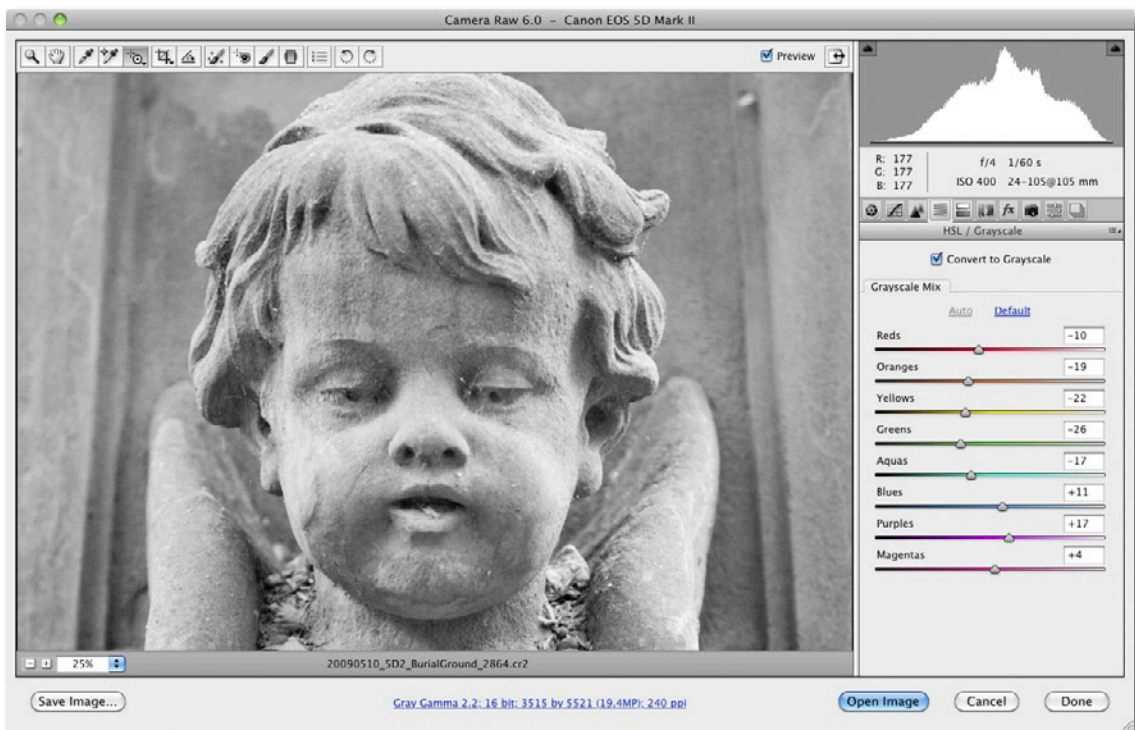 Camera Raw 6.0 – Canon EOS 5D Mark II
Preview
R: 177
G: 177
B: 177
f/4 1/60 s
ISO 400 24-105@105 mm
fx
HSL / Grayscale
Convert to Grayscale
Grayscale Mix
Auto Default
Reds -10
Oranges -19
Yellows -22
Greens -26
Aquas -17
Blues +11
Purples +17
Magentas +4
25%
20090510_5D2_BurialGround_2864.cr2
Save Image...
Gray Gamma 2.2; 16 bit; 3515 by 5521 (19.4MP); 240 ppi
Open Image
Cancel
Done